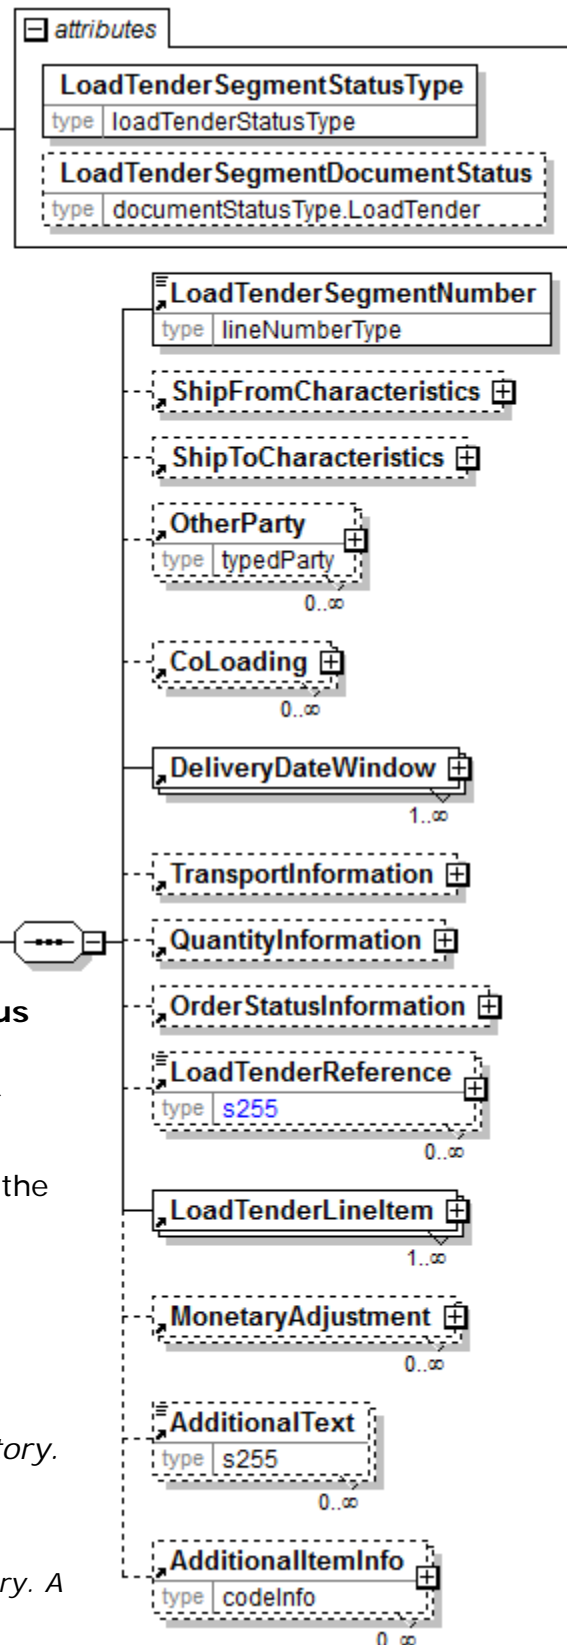 attributes
LoadTenderSegmentStatusType
type loadTenderStatusType
LoadTenderSegmentDocumentStatus
type documentStatusType.LoadTender
LoadTenderSegmentNumber
type lineNumberType
ShipFromCharacteristics
ShipToCharacteristics
OtherParty
type typedParty
0..∞
CoLoading
0..∞
DeliveryDateWindow
1..∞
TransportInformation
QuantityInformation
OrderStatusInformation
us
LoadTenderReference
type s255
0..∞
the
LoadTenderLineItem
1..∞
MonetaryAdjustment
0..∞
AdditionalText
tory.
type s255
0..∞
AdditionalItemInfo
ry. A
type codeInfo
0..∞